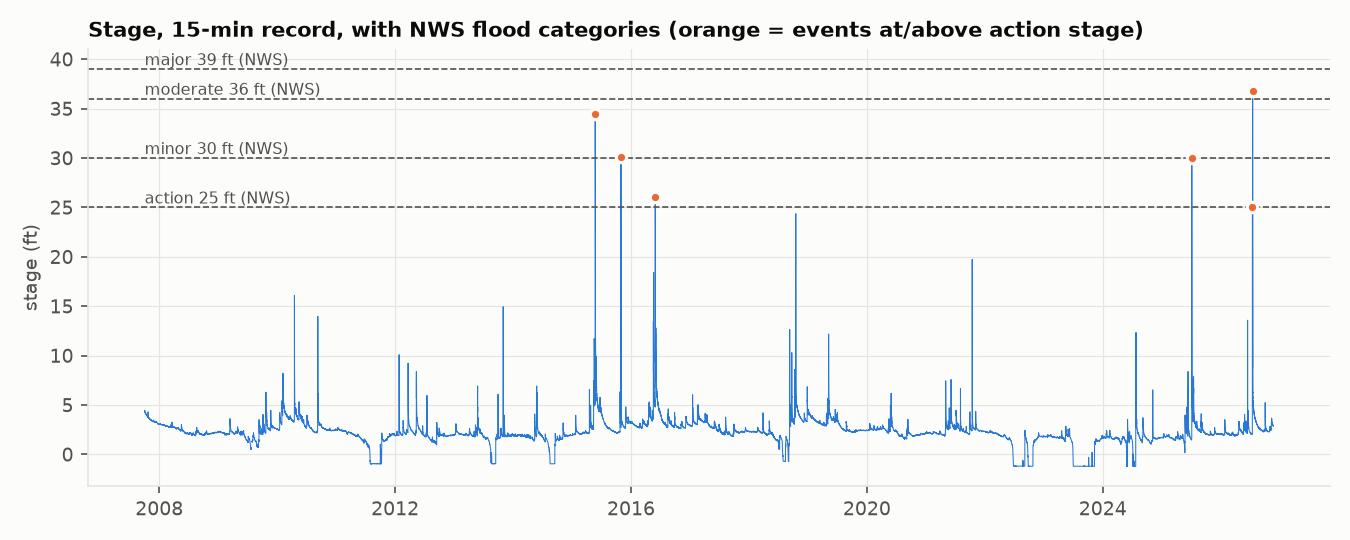 Stage, 15-min record, with NWS flood categories (orange = events at/above action stage)
40
major 39 ft (NWS)
moderate 36 ft (NWS)
35
minor 30 ft (NWS)
30
action 25 ft (NWS)
25
20
15
10
5
0
stage (ft)
2008
2012
2016
2020
2024